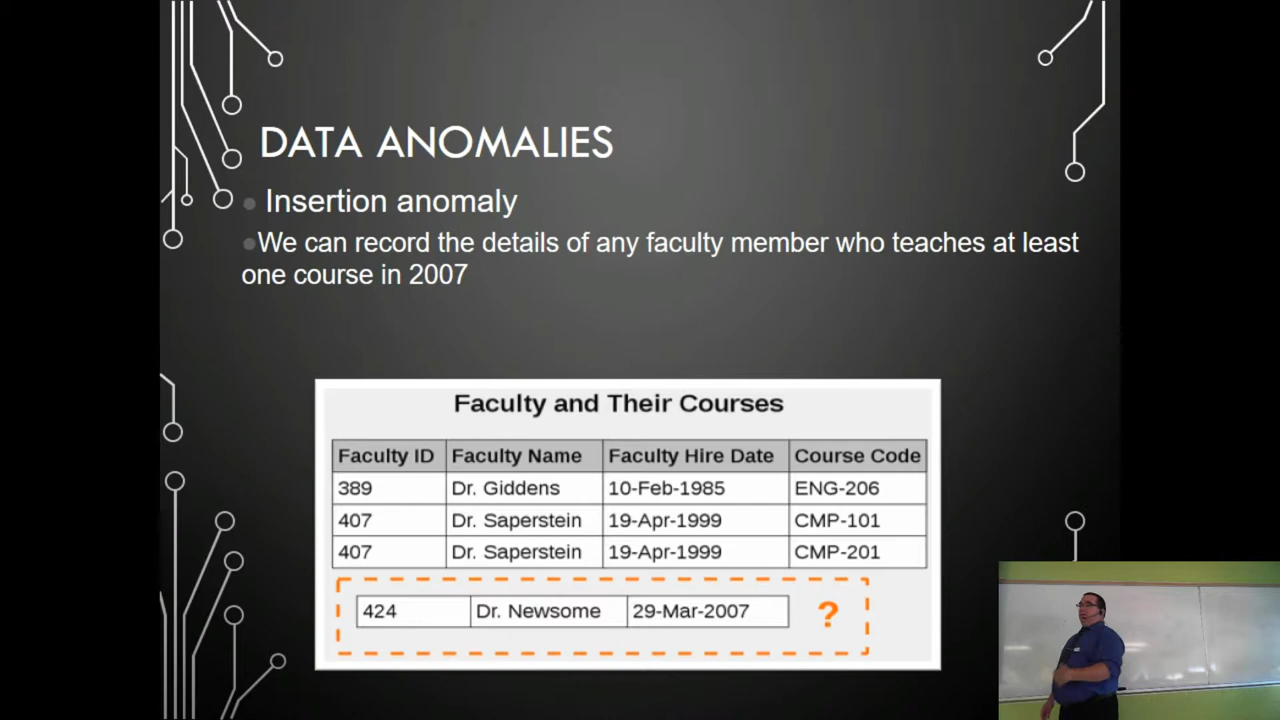 DATA ANOMALIES
Insertion anomaly
We can record the details of any faculty member who teaches at least
one course in 2007
Faculty and Their Courses
Faculty ID Faculty Name Faculty Hire Date Course Code
389 Dr. Giddens 10-Feb-1985 ENG-206
407 Dr. Saperstein 19-Apr-1999 CMP-101
407 Dr. Saperstein 19-Apr-1999 CMP-201
424 Dr. Newsome 29-Mar-2007 ?